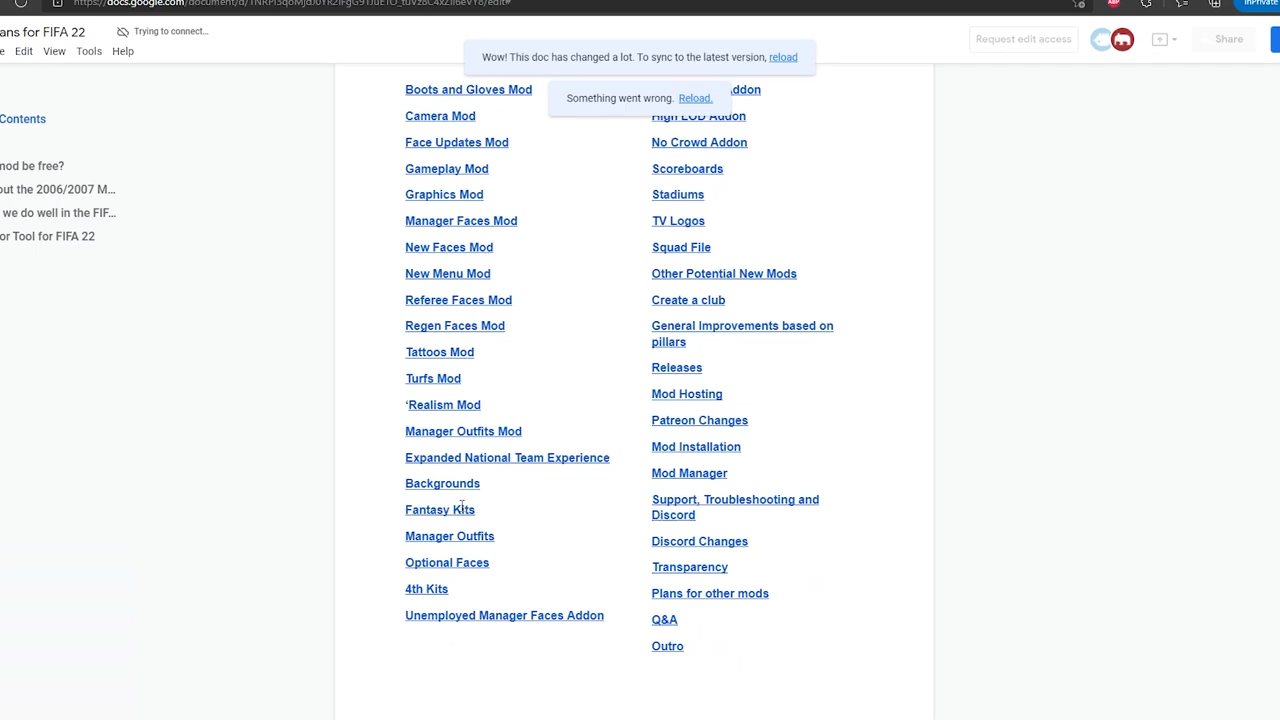 ans for FIFA 22
Trying to connect...
Request edit access
Share
InPrivate
e Edit View Tools Help
Wow! This doc has changed a lot. To sync to the latest version, reload
Something went wrong. Reload.
Contents
mod be free?
out the 2006/2007 M...
we do well in the FIF...
or Tool for FIFA 22
Boots and Gloves Mod
Camera Mod
Face Updates Mod
Gameplay Mod
Graphics Mod
Manager Faces Mod
New Faces Mod
New Menu Mod
Referee Faces Mod
Regen Faces Mod
Tattoos Mod
Turfs Mod
‘Realism Mod
Manager Outfits Mod
Expanded National Team Experience
Backgrounds
Fantasy Kits
Manager Outfits
Optional Faces
4th Kits
Unemployed Manager Faces Addon
Addon
High LOD Addon
No Crowd Addon
Scoreboards
Stadiums
TV Logos
Squad File
Other Potential New Mods
Create a club
General Improvements based on
pillars
Releases
Mod Hosting
Patreon Changes
Mod Installation
Mod Manager
Support, Troubleshooting and
Discord
Discord Changes
Transparency
Plans for other mods
Q&A
Outro